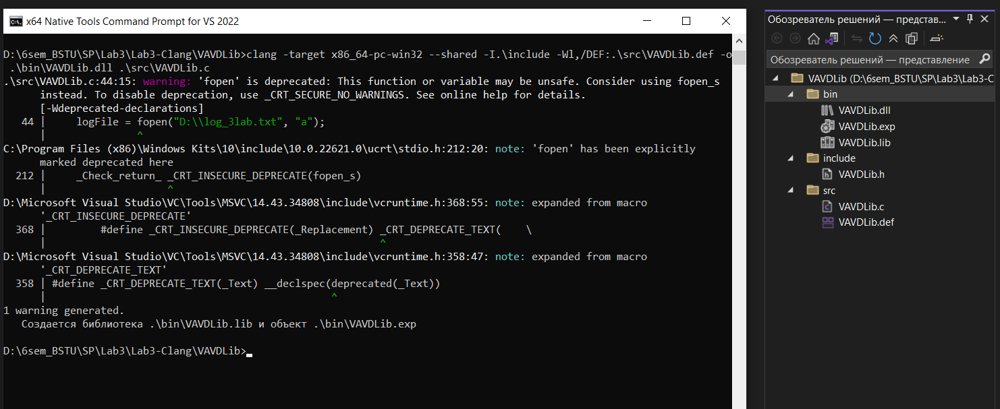 x64 Native Tools Command Prompt for VS 2022
D:\6sem_BSTU\SP\Lab3\Lab3-Clang\VAVDLib>clang -target x86_64-pc-win32 --shared -I.\include -Wl,/DEF:.\src\VAVDLib.def -o
.\bin\VAVDLib.dll .\src\VAVDLib.c
.\src\VAVDLib.c:44:15: warning: 'fopen' is deprecated: This function or variable may be unsafe. Consider using fopen_s
instead. To disable deprecation, use _CRT_SECURE_NO_WARNINGS. See online help for details.
[-Wdeprecated-declarations]
44 |     logFile = fopen("D:\\log_3lab.txt", "a");
|               ^
C:\Program Files (x86)\Windows Kits\10\include\10.0.22621.0\ucrt\stdio.h:212:20: note: 'fopen' has been explicitly
marked deprecated here
212 |     _Check_return_ _CRT_INSECURE_DEPRECATE(fopen_s)
|                    ^
D:\Microsoft Visual Studio\VC\Tools\MSVC\14.43.34808\include\vcruntime.h:368:55: note: expanded from macro
'_CRT_INSECURE_DEPRECATE'
368 |         #define _CRT_INSECURE_DEPRECATE(_Replacement) _CRT_DEPRECATE_TEXT(    \
|                                                       ^
D:\Microsoft Visual Studio\VC\Tools\MSVC\14.43.34808\include\vcruntime.h:358:47: note: expanded from macro
'_CRT_DEPRECATE_TEXT'
358 | #define _CRT_DEPRECATE_TEXT(_Text) __declspec(deprecated(_Text))
|                                               ^
1 warning generated.
Создается библиотека .\bin\VAVDLib.lib и объект .\bin\VAVDLib.exp
D:\6sem_BSTU\SP\Lab3\Lab3-Clang\VAVDLib>
Обозреватель решений — представ...
Обозреватель решений — представление
VAVDLib (D:\6sem_BSTU\SP\Lab3\Lab3-C
bin
VAVDLib.dll
VAVDLib.exp
VAVDLib.lib
include
VAVDLib.h
src
VAVDLib.c
VAVDLib.def